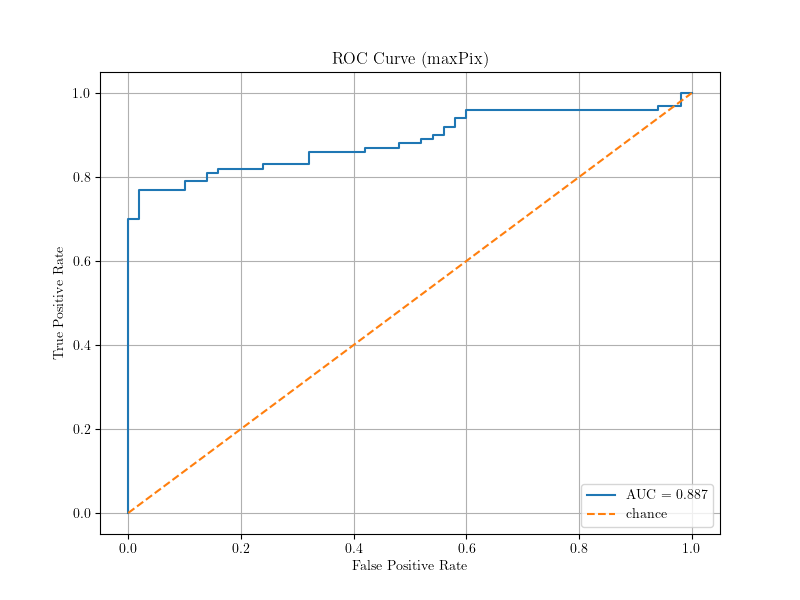 ROC Curve (maxPix)
True Positive Rate
1.0
0.8
0.6
0.4
0.2
0.0
0.0 0.2 0.4 0.6 0.8 1.0
False Positive Rate
AUC = 0.887
chance